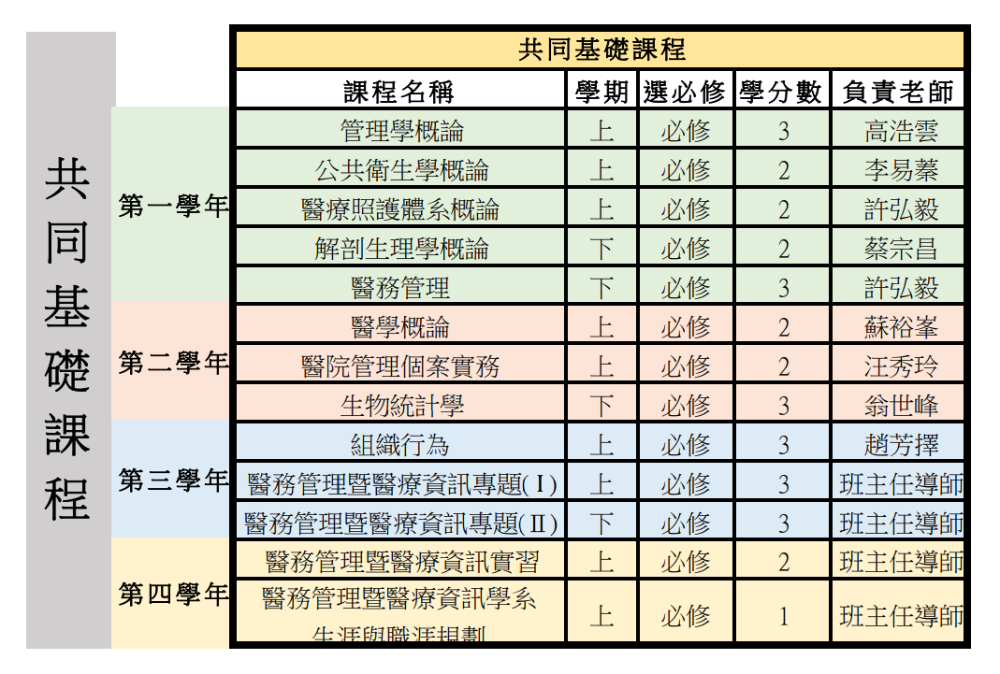 共同基礎課程
共同基礎課程
課程名稱 學期 選必修 學分數 負責老師
第一學年
管理學概論 上 必修 3 高浩雲
公共衛生學概論 上 必修 2 李易蓁
醫療照護體系概論 上 必修 2 許弘毅
解剖生理學概論 下 必修 2 蔡宗昌
醫務管理 下 必修 3 許弘毅
第二學年
醫學概論 上 必修 2 蘇裕峯
醫院管理個案實務 上 必修 2 汪秀玲
生物統計學 下 必修 3 翁世峰
第三學年
組織行為 上 必修 3 趙芳擇
醫務管理暨醫療資訊專題(Ⅰ) 上 必修 3 班主任導師
醫務管理暨醫療資訊專題(Ⅱ) 下 必修 3 班主任導師
第四學年
醫務管理暨醫療資訊實習 上 必修 2 班主任導師
醫務管理暨醫療資訊學系
生涯與職涯規劃 上 必修 1 班主任導師